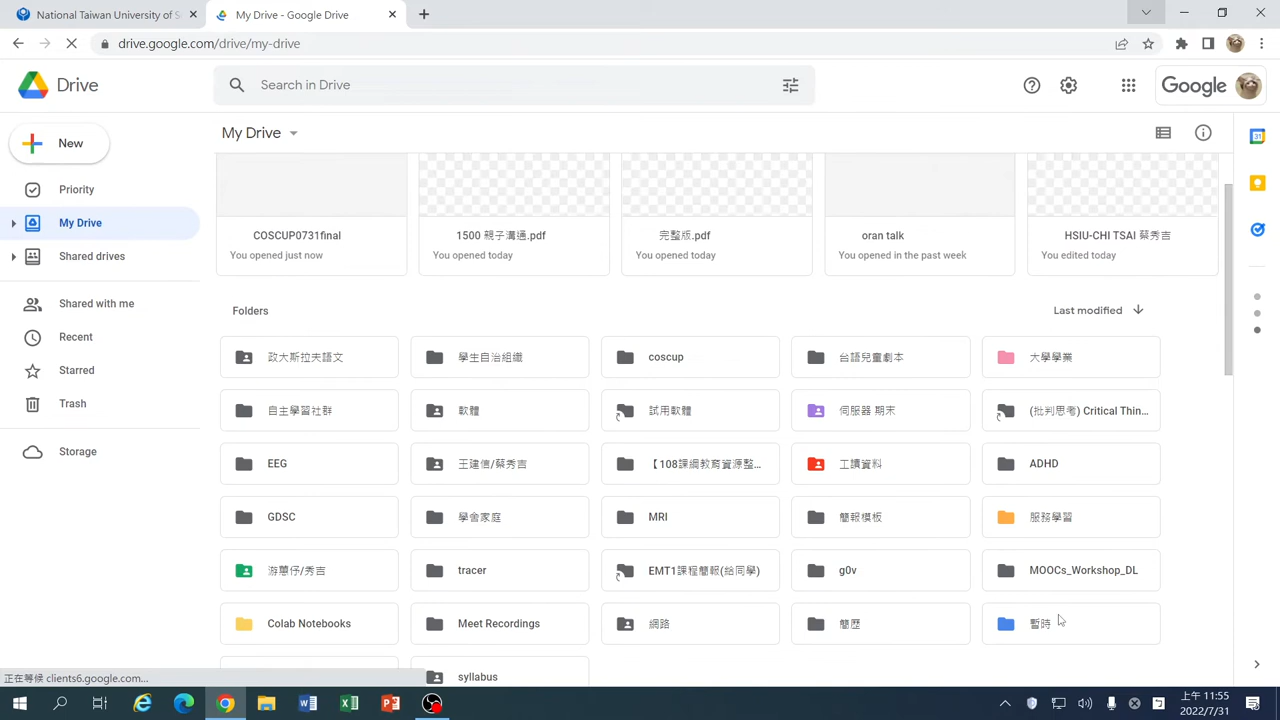 National Taiwan University of S
My Drive - Google Drive
drive.google.com/drive/my-drive
Drive
Search in Drive
Google
New
My Drive
Priority
My Drive
Shared drives
Shared with me
Recent
Starred
Trash
Storage
COSCUP0731final
You opened just now
1500 親子溝通.pdf
You opened today
完整版.pdf
You opened today
oran talk
You opened in the past week
HSIU-CHI TSAI 蔡秀吉
You edited today
Folders
Last modified
政大斯拉夫語文
學生自治組織
coscup
台語兒童劇本
大學學業
自主學習社群
軟體
試用軟體
伺服器 期末
(批判思考) Critical Thin...
EEG
王建信/蔡秀吉
【108課綱教育資源整...
工讀資料
ADHD
GDSC
學舍家庭
MRI
簡報模板
服務學習
游蕙仔/秀吉
tracer
EMT1課程簡報(給同學)
g0v
MOOCs_Workshop_DL
Colab Notebooks
Meet Recordings
網路
簡歷
暫時
syllabus
正在等候 clients6.google.com...
上午 11:55
2022/7/31